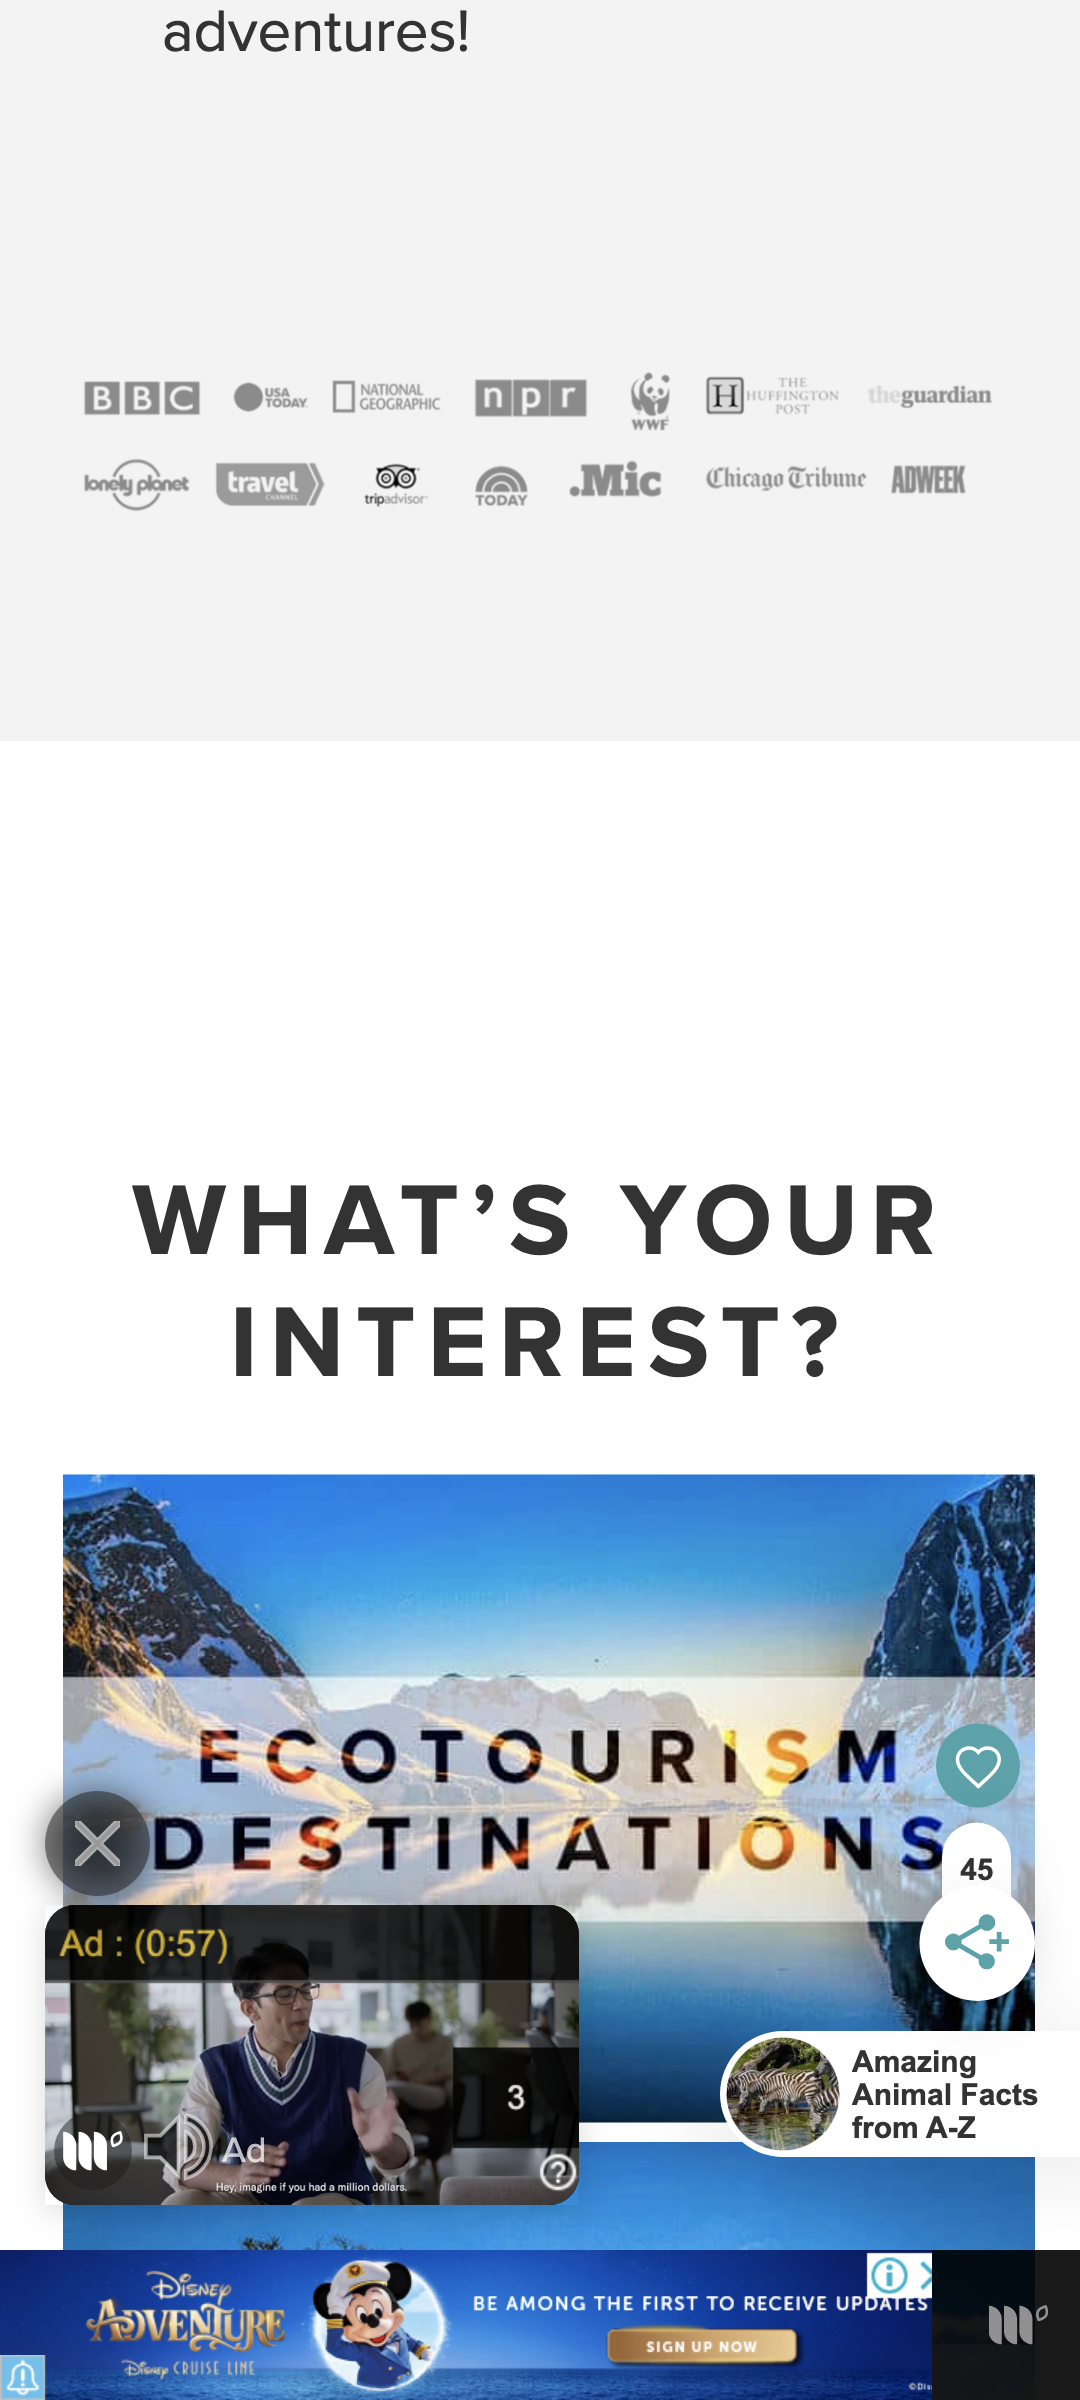 adventures!
BBC
USA TODAY
NATIONAL GEOGRAPHIC
npr
WWF
H THE HUFFINGTON POST
theguardian
lonely planet
travel CHANNEL
tripadvisor
TODAY
.Mic
Chicago Tribune
ADWEEK
WHAT'S YOUR
INTEREST?
ECOTOURISM
DESTINATIONS
45
Ad : (0:57)
3
Ad
Hey, imagine if you had a million dollars.
Amazing
Animal Facts
from A-Z
Disney
ADVENTURE
Disney CRUISE LINE
BE AMONG THE FIRST TO RECEIVE UPDATES
SIGN UP NOW